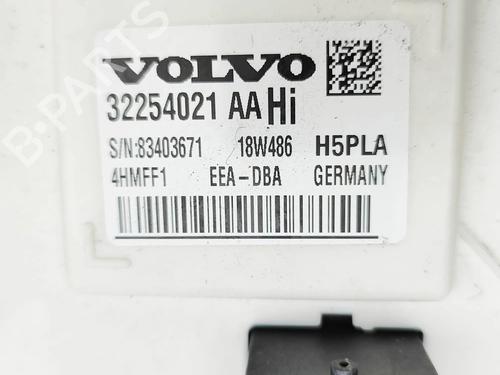 VOLVO
32254021 AA Hi
S/N:83403671 18W486 H5PLA
4HMFF1 EEA-DBA GERMANY
B-PARTS